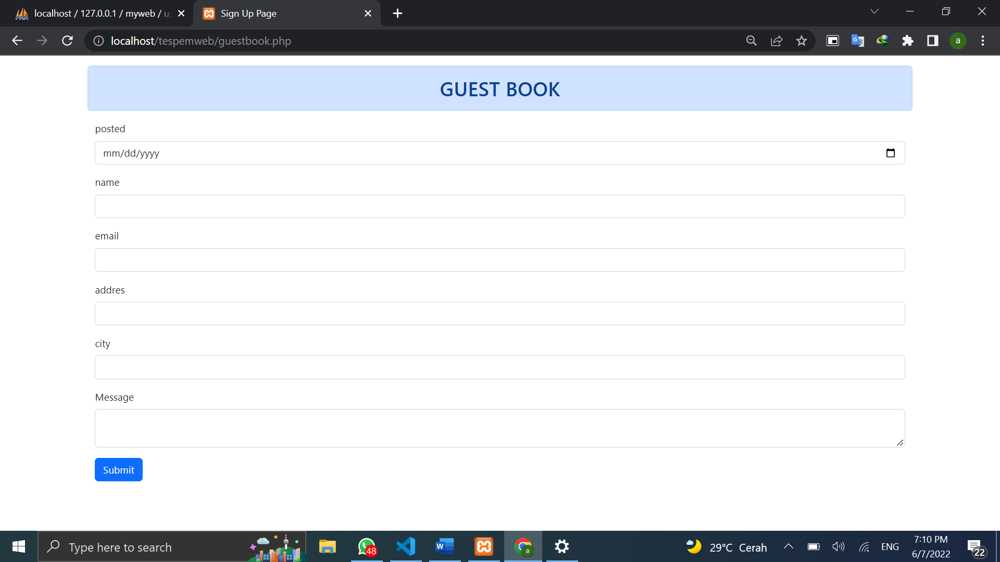 localhost / 127.0.0.1 / myweb / us
Sign Up Page
localhost/tespemweb/guestbook.php
a
GUEST BOOK
posted
mm/dd/yyyy
name
email
addres
city
Message
Submit
Type here to search
48
W
a
29°C Cerah
ENG
7:10 PM
6/7/2022
22